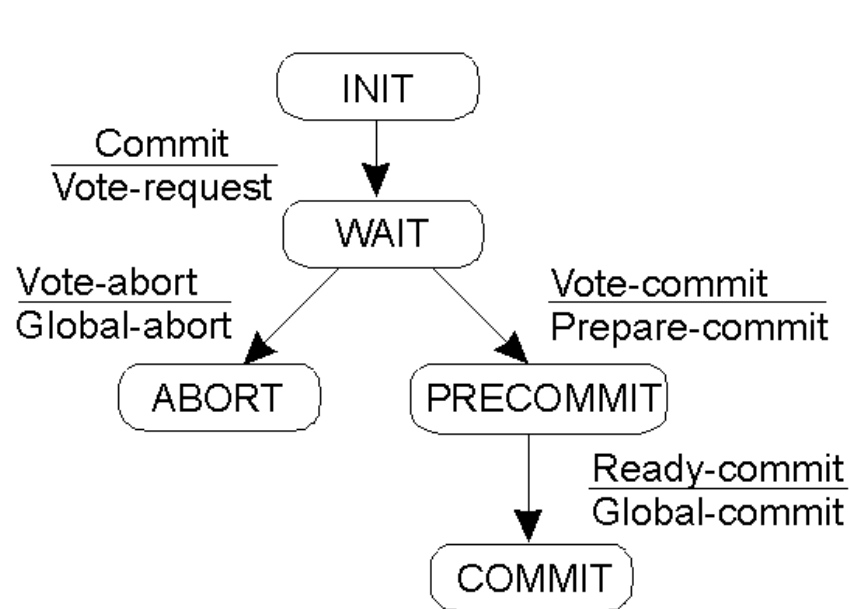 INIT
Commit
Vote-request
WAIT
Vote-abort
Global-abort
Vote-commit
Prepare-commit
ABORT
PRECOMMIT
Ready-commit
Global-commit
COMMIT